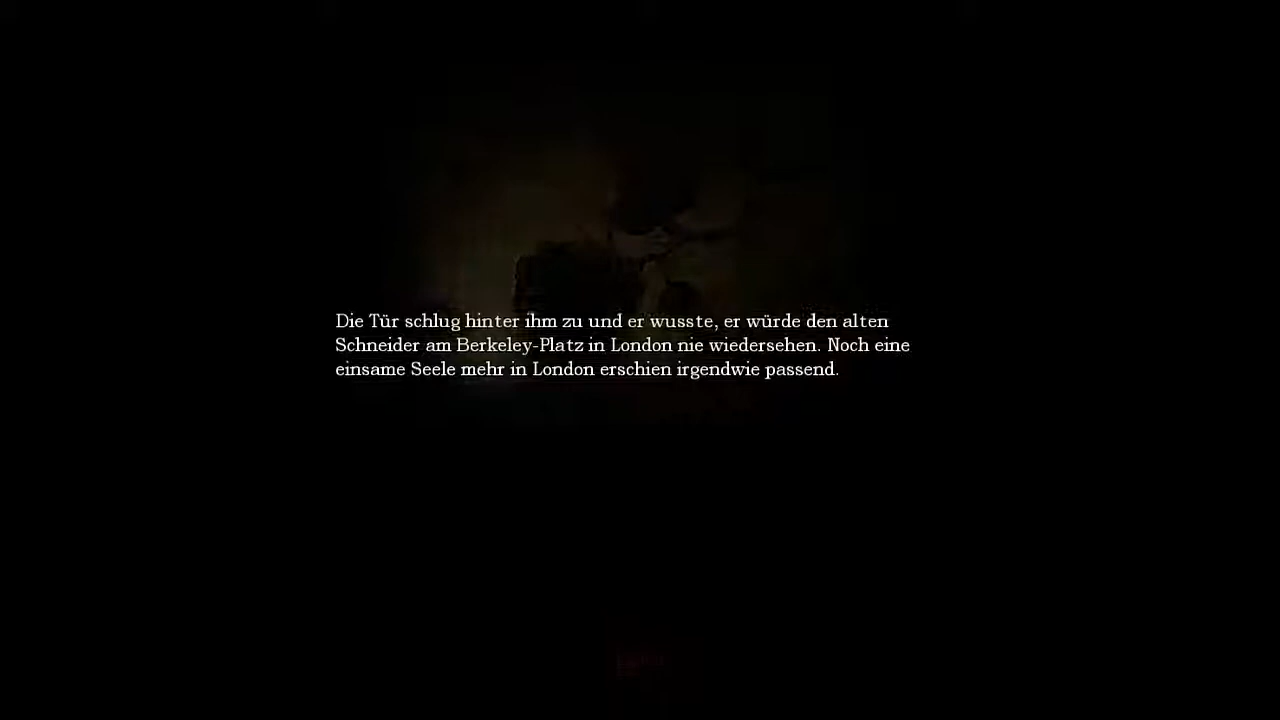 Die Tür schlug hinter ihm zu und er wusste, er würde den alten
Schneider am Berkeley-Platz in London nie wiedersehen. Noch eine
einsame Seele mehr in London erschien irgendwie passend.